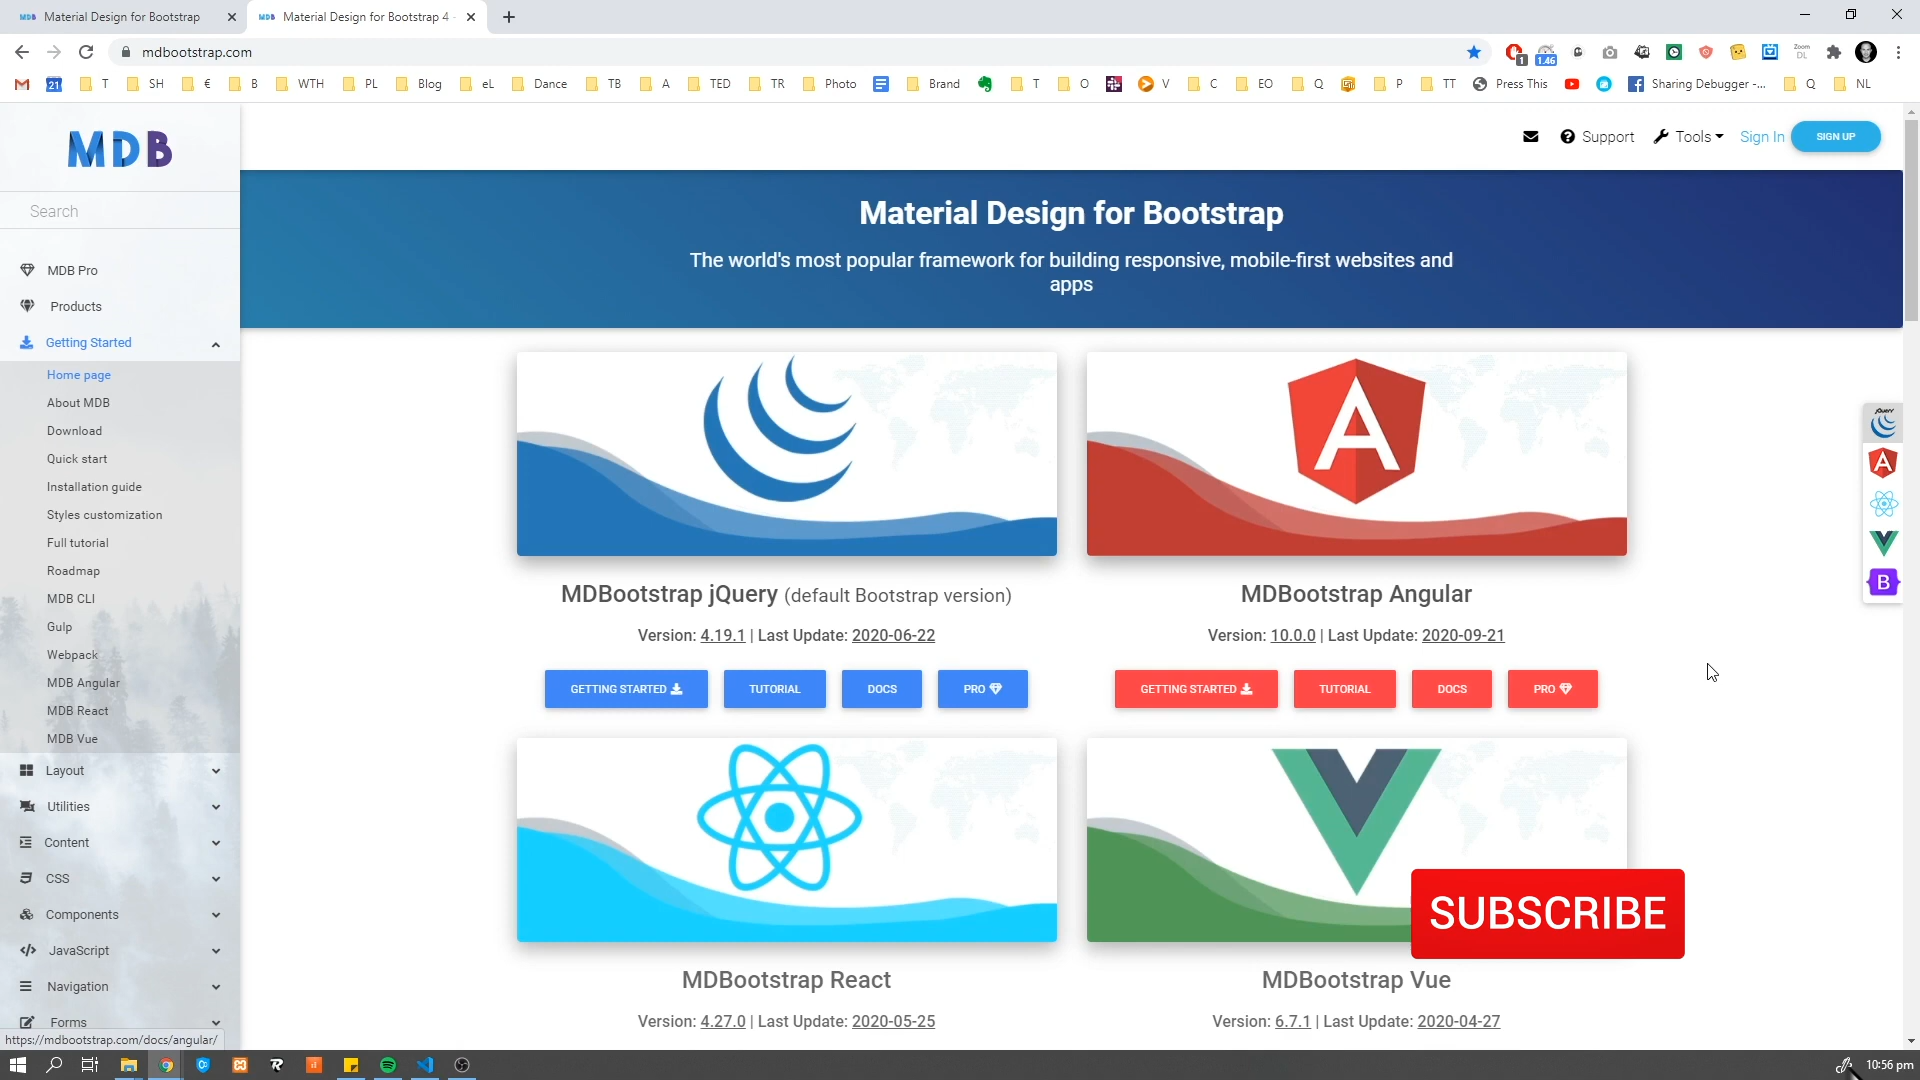 Material Design for Bootstrap
Material Design for Bootstrap 4 -
mdbootstrap.com
1
1.46
Zoom
DL
21
T
SH
€
B
WTH
PL
Blog
eL
Dance
TB
A
TED
TR
Photo
Brand
T
O
V
C
EO
Q
P
TT
Press This
Sharing Debugger -...
Q
NL
MDB
Support
Tools
Sign In
SIGN UP
Search
Material Design for Bootstrap
The world's most popular framework for building responsive, mobile-first websites and
apps
MDB Pro
Products
Getting Started
Home page
About MDB
Download
Quick start
Installation guide
Styles customization
Full tutorial
Roadmap
MDB CLI
Gulp
Webpack
MDB Angular
MDB React
MDB Vue
Layout
Utilities
Content
CSS
Components
JavaScript
Navigation
Forms
A
jQuery
A
B
MDBootstrap jQuery (default Bootstrap version)
Version: 4.19.1 | Last Update: 2020-06-22
GETTING STARTED
TUTORIAL
DOCS
PRO
MDBootstrap Angular
Version: 10.0.0 | Last Update: 2020-09-21
GETTING STARTED
TUTORIAL
DOCS
PRO
SUBSCRIBE
MDBootstrap React
Version: 4.27.0 | Last Update: 2020-05-25
MDBootstrap Vue
Version: 6.7.1 | Last Update: 2020-04-27
https://mdbootstrap.com/docs/angular/
10:56 pm